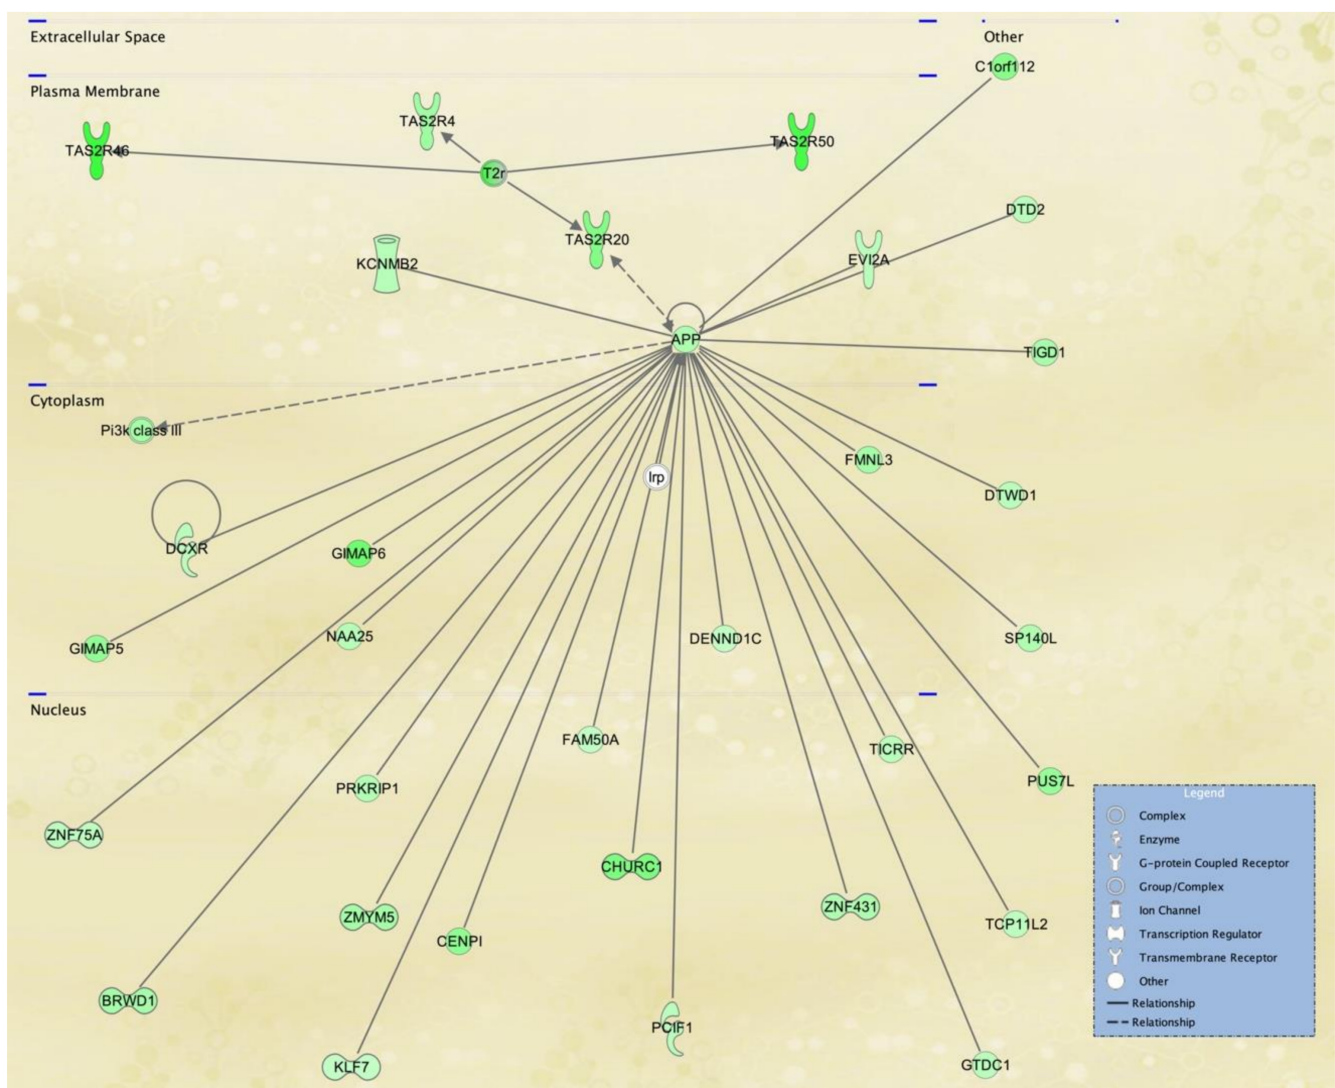 Extracellular Space
Other
C1orf112
Plasma Membrane
TAS2R4
TAS2R46
TAS2R50
T2r
DTD2
TAS2R20
KCNMB2
EVI2A
APP
TIGD1
Cytoplasm
Pi3k class III
FMNL3
lrp
DTWD1
DCXR
GIMAP6
NAA25
DENND1C
SP140L
GIMAP5
Nucleus
FAM50A
TICRR
PUS7L
PRKRIP1
ZNF75A
CHURC1
ZNF431
ZMYM5
TCP11L2
CENPI
BRWD1
PCIF1
KLF7
GTDC1
Legend
Complex
Enzyme
G-protein Coupled Receptor
Group/Complex
Ion Channel
Transcription Regulator
Transmembrane Receptor
Other
Relationship
Relationship